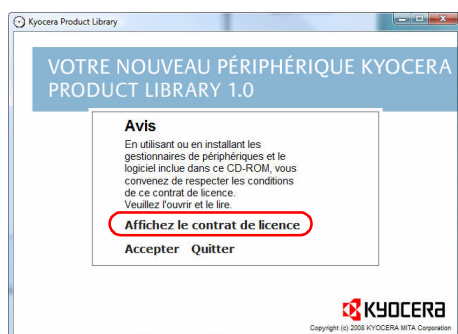 Kyocera Product Library
VOTRE NOUVEAU PÉRIPHÉRIQUE KYOCERA
PRODUCT LIBRARY 1.0
Avis
En utilisant ou en installant les
gestionnaires de périphériques et le
logiciel inclue dans ce CD-ROM, vous
convenez de respecter les conditions
de ce contrat de licence.
Veuillez l'ouvrir et le lire.
Affichez le contrat de licence
Accepter Quitter
KYOCERA
Copyright (c) 2008 KYOCERA MITA Corporation